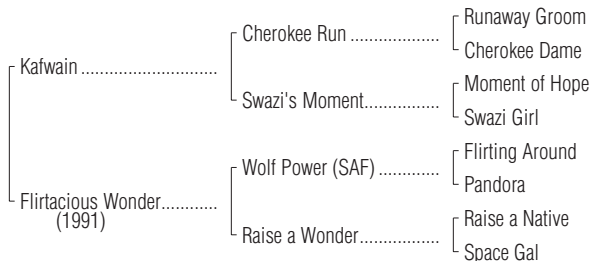 Runaway Groom
Cherokee Run ..................
Cherokee Dame
Kafwain ...........................
Moment of Hope
Swazi's Moment...............
Swazi Girl
Flirting Around
Wolf Power (SAF) ............
Pandora
Flirtacious Wonder...........
(1991)
Raise a Native
Raise a Wonder................
Space Gal